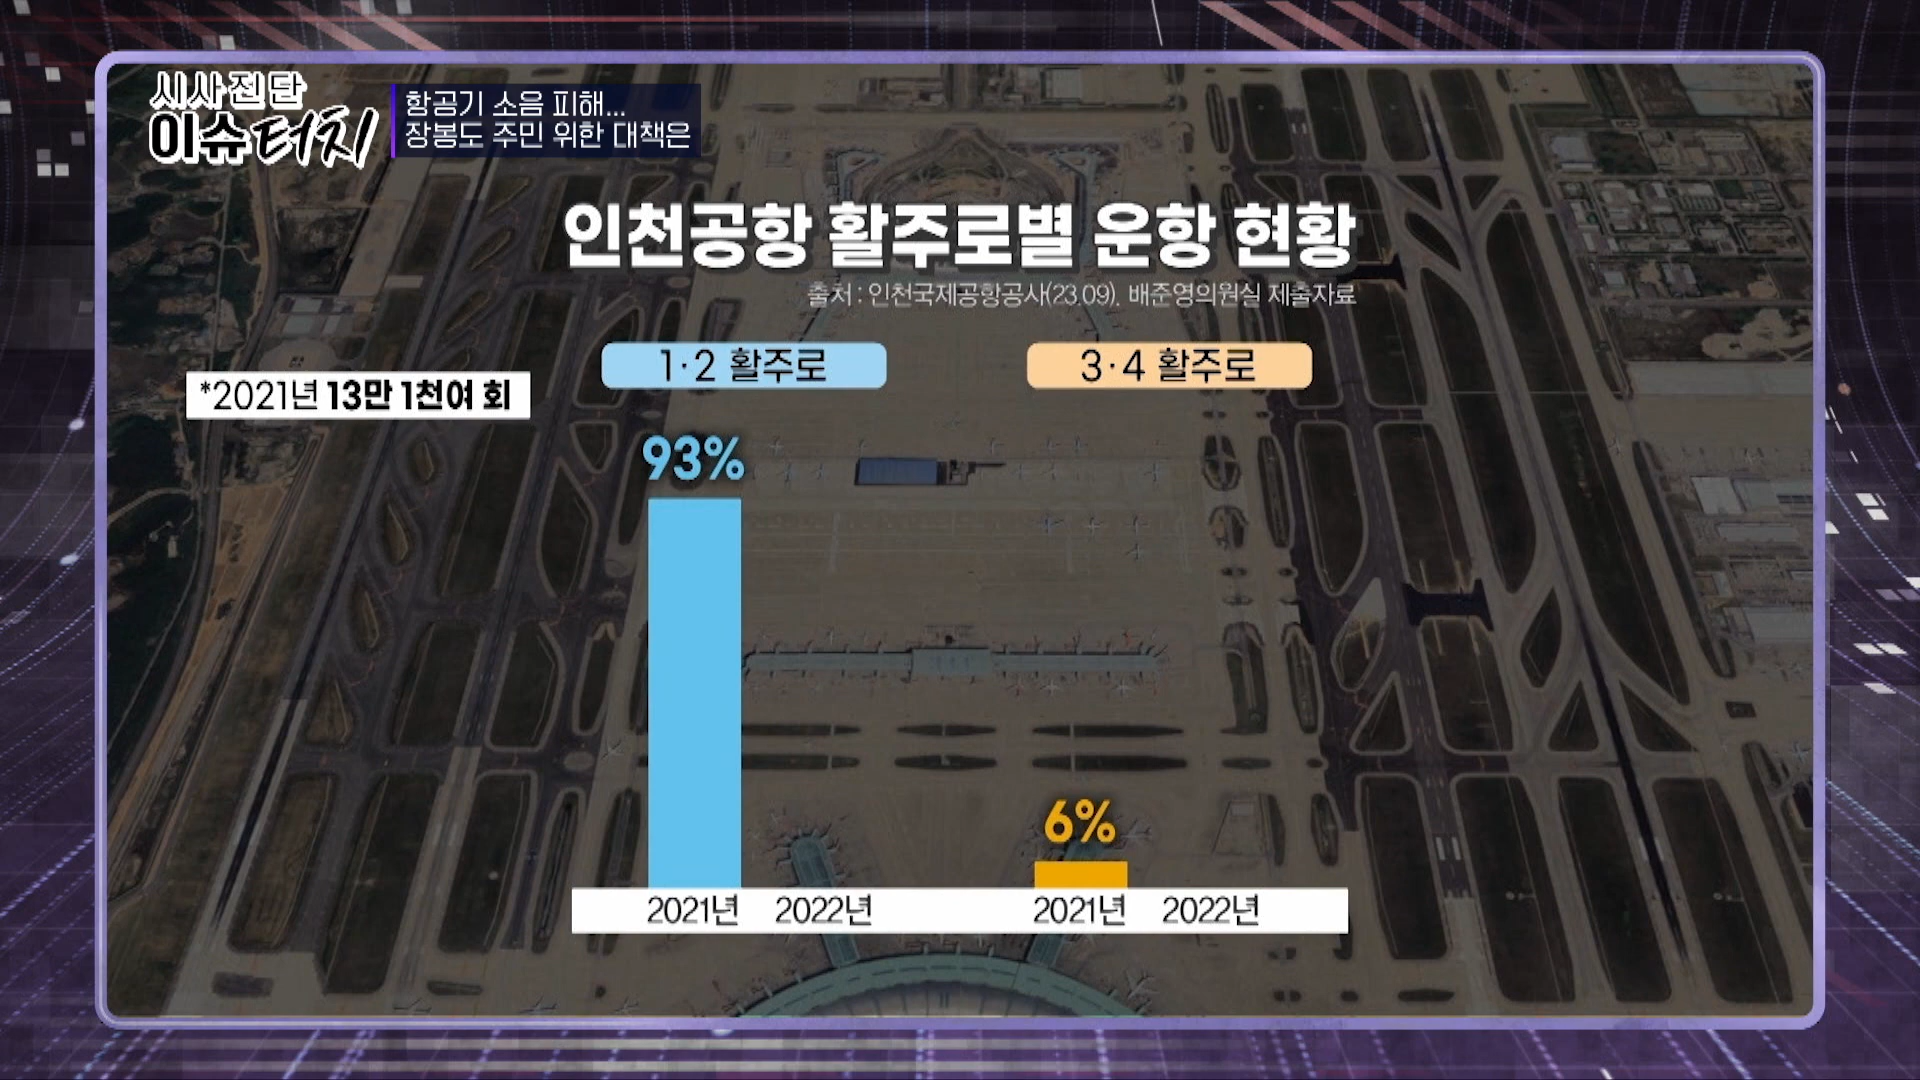 시사진단
이슈터치
항공기 소음 피해...
장봉도 주민 위한 대책은
인천공항 활주로별 운항 현황
출처 : 인천국제공항공사(23.09), 배준영의원실 제출자료
1·2 활주로
3·4 활주로
*2021년 13만 1천여 회
93%
6%
2021년 2022년 2021년 2022년